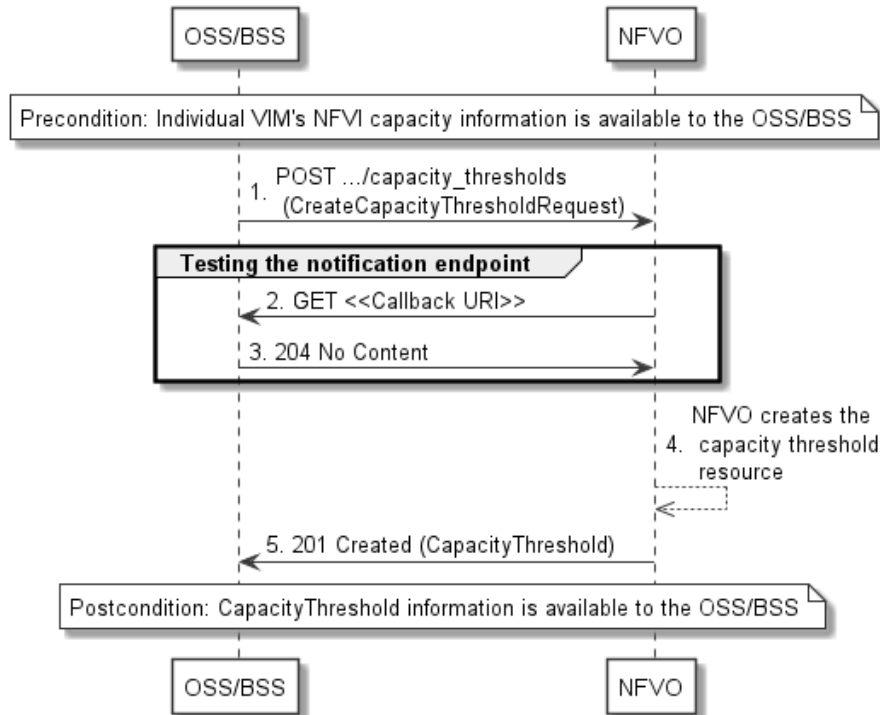 OSS/BSS
NFVO
Precondition: Individual VIM's NFVI capacity information is available to the OSS/BSS
1. POST .../capacity_thresholds
(CreateCapacityThresholdRequest)
Testing the notification endpoint
2. GET <<Callback URI>>
3. 204 No Content
NFVO creates the
4. capacity threshold
resource
5. 201 Created (CapacityThreshold)
Postcondition: CapacityThreshold information is available to the OSS/BSS
OSS/BSS
NFVO